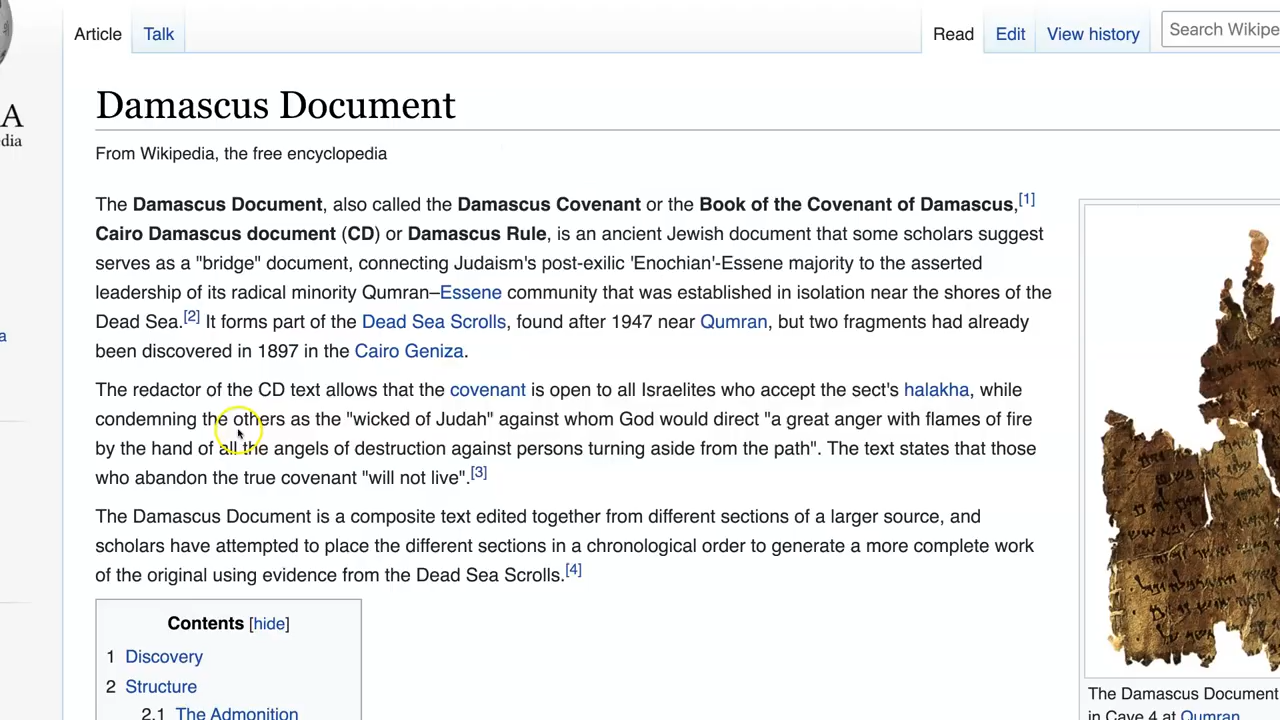 Article Talk Read Edit View history Search Wikipe
A
dia
Damascus Document
From Wikipedia, the free encyclopedia
The Damascus Document, also called the Damascus Covenant or the Book of the Covenant of Damascus,[1]
Cairo Damascus document (CD) or Damascus Rule, is an ancient Jewish document that some scholars suggest
serves as a "bridge" document, connecting Judaism's post-exilic 'Enochian'-Essene majority to the asserted
leadership of its radical minority Qumran–Essene community that was established in isolation near the shores of the
Dead Sea.[2] It forms part of the Dead Sea Scrolls, found after 1947 near Qumran, but two fragments had already
been discovered in 1897 in the Cairo Geniza.
a
The redactor of the CD text allows that the covenant is open to all Israelites who accept the sect's halakha, while
condemning the others as the "wicked of Judah" against whom God would direct "a great anger with flames of fire
by the hand of all the angels of destruction against persons turning aside from the path". The text states that those
who abandon the true covenant "will not live".[3]
The Damascus Document is a composite text edited together from different sections of a larger source, and
scholars have attempted to place the different sections in a chronological order to generate a more complete work
of the original using evidence from the Dead Sea Scrolls.[4]
Contents [hide]
1 Discovery
2 Structure
2.1 The Admonition
The Damascus Document
in Cave 4 at Qumran